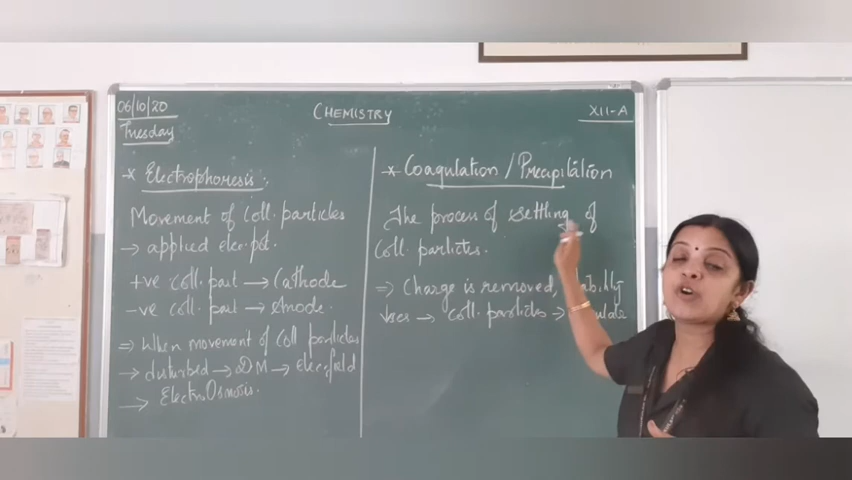 06/10/20
Tuesday
CHEMISTRY
XII-A
* Electrophoresis.
Movement of Coll. particles
→ applied elec. pot.
+ve coll. part → Cathode
-ve coll. part → Anode.
⇒ When movement of Coll particles
→ disturbed → DM → Elec. field
→ ElectroOsmosis.
* Coagulation / Precipitation
The process of settling of
Coll. particles.
⇒ Charge is removed,
→ coll. particles →